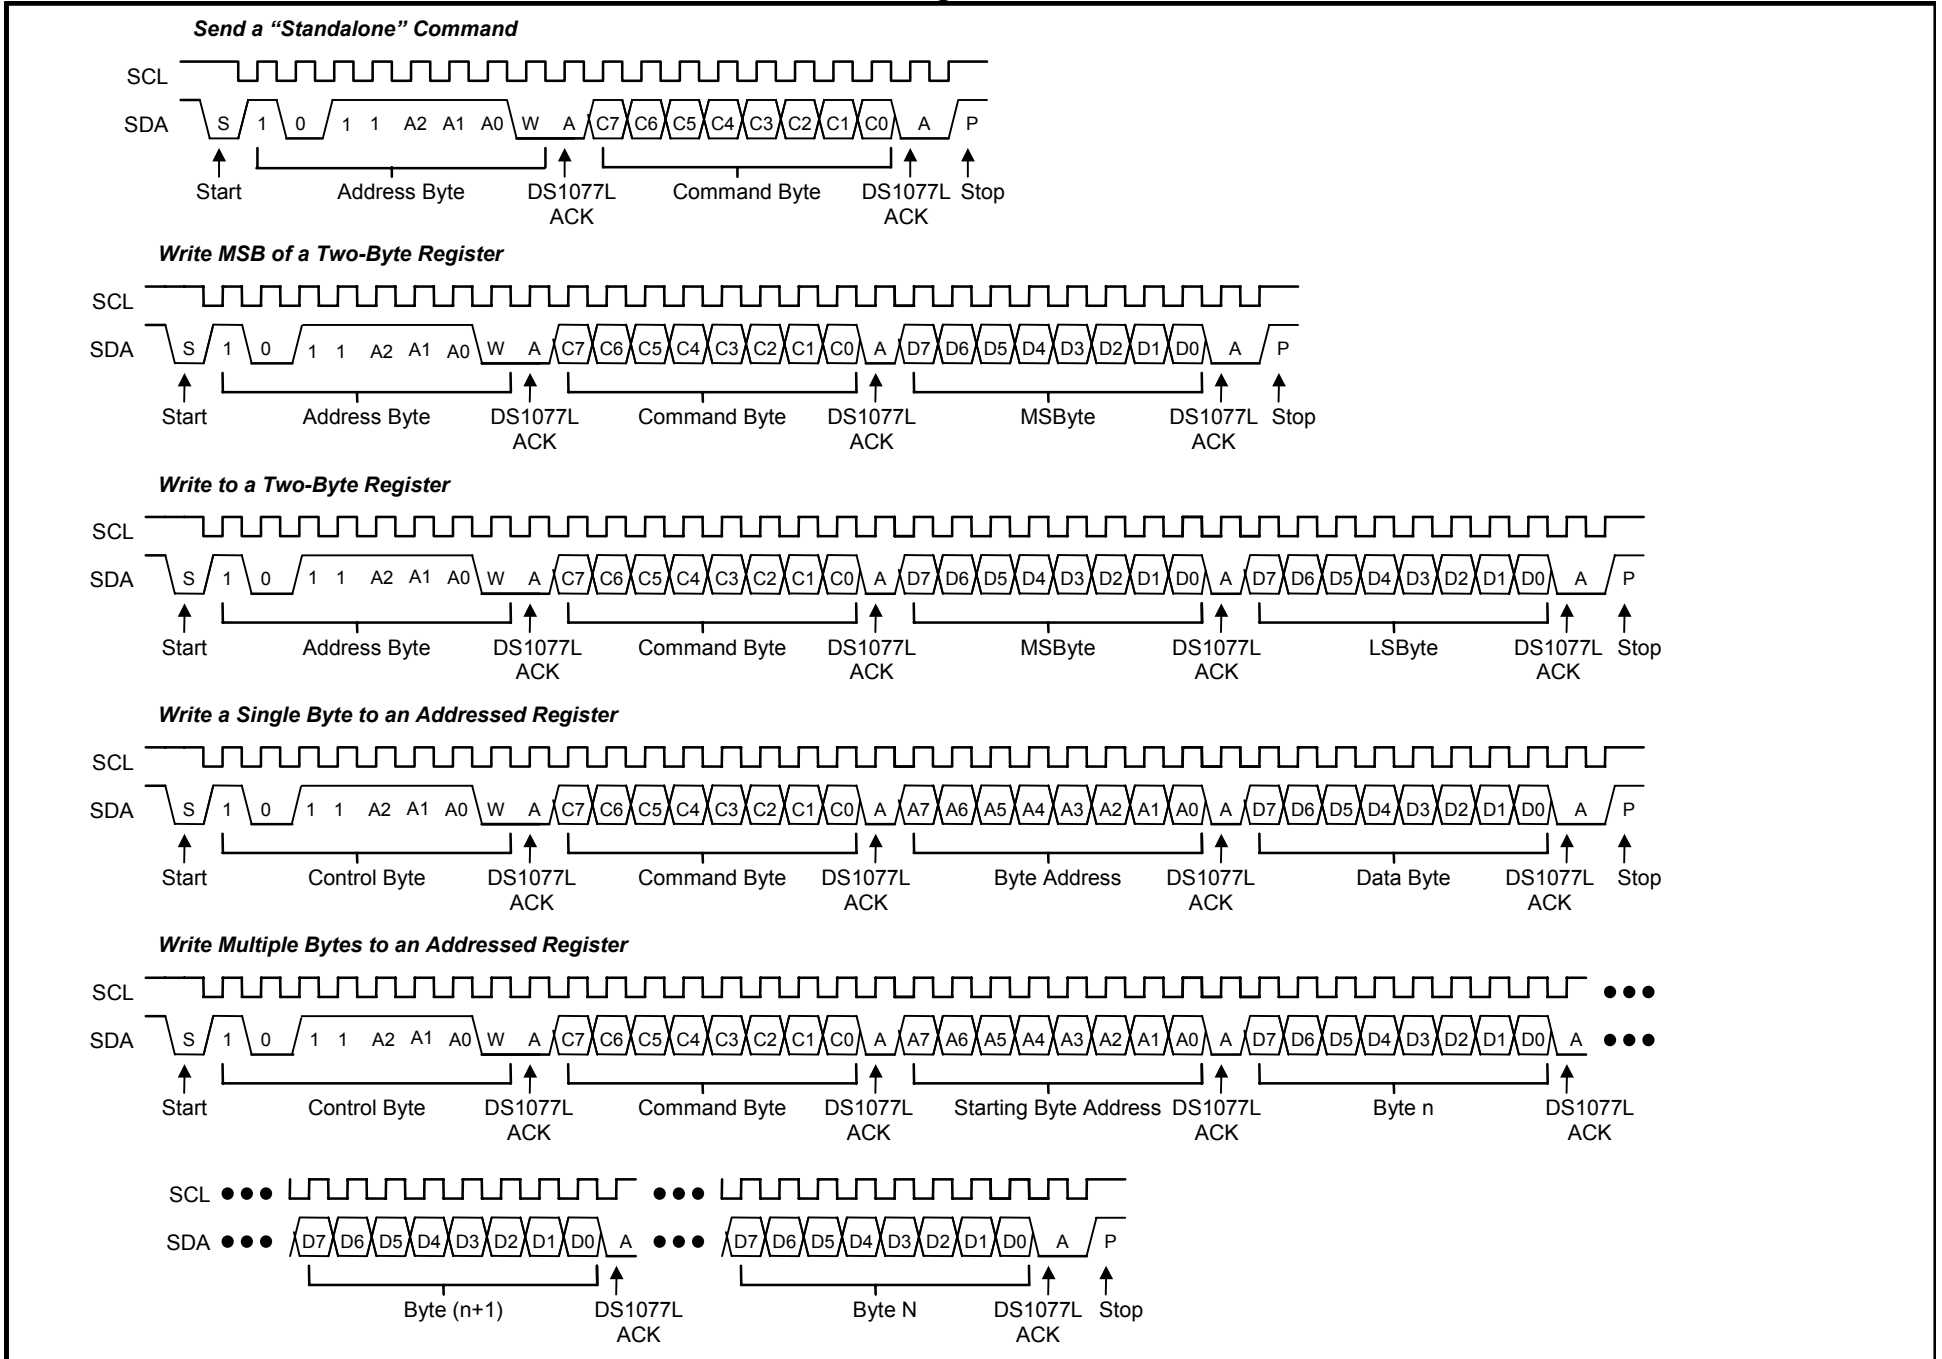 Send a “Standalone” Command
SCL
SDA S 1 0 1 1 A2 A1 A0 W A C7 C6 C5 C4 C3 C2 C1 C0 A P
Start Address Byte DS1077L Command Byte DS1077L Stop
ACK ACK
Write MSB of a Two-Byte Register
SCL
SDA S 1 0 1 1 A2 A1 A0 W A C7 C6 C5 C4 C3 C2 C1 C0 A D7 D6 D5 D4 D3 D2 D1 D0 A P
Start Address Byte DS1077L Command Byte DS1077L MSByte DS1077L Stop
ACK ACK ACK
Write to a Two-Byte Register
SCL
SDA S 1 0 1 1 A2 A1 A0 W A C7 C6 C5 C4 C3 C2 C1 C0 A D7 D6 D5 D4 D3 D2 D1 D0 A D7 D6 D5 D4 D3 D2 D1 D0 A P
Start Address Byte DS1077L Command Byte DS1077L MSByte DS1077L LSByte DS1077L Stop
ACK ACK ACK ACK
Write a Single Byte to an Addressed Register
SCL
SDA S 1 0 1 1 A2 A1 A0 W A C7 C6 C5 C4 C3 C2 C1 C0 A A7 A6 A5 A4 A3 A2 A1 A0 A D7 D6 D5 D4 D3 D2 D1 D0 A P
Start Control Byte DS1077L Command Byte DS1077L Byte Address DS1077L Data Byte DS1077L Stop
ACK ACK ACK ACK
Write Multiple Bytes to an Addressed Register
SCL
SDA S 1 0 1 1 A2 A1 A0 W A C7 C6 C5 C4 C3 C2 C1 C0 A A7 A6 A5 A4 A3 A2 A1 A0 A D7 D6 D5 D4 D3 D2 D1 D0 A
Start Control Byte DS1077L Command Byte DS1077L Starting Byte Address DS1077L Byte n DS1077L
ACK ACK ACK ACK
SCL
SDA D7 D6 D5 D4 D3 D2 D1 D0 A D7 D6 D5 D4 D3 D2 D1 D0 A P
Byte (n+1) DS1077L Byte N DS1077L Stop
ACK ACK